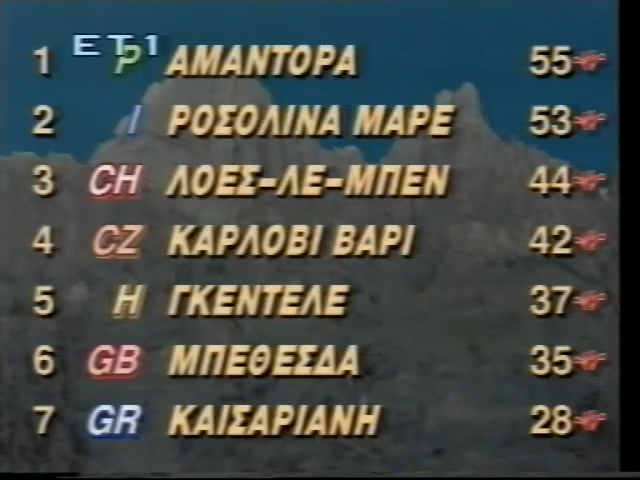 ΕΤ1
1 P ΑΜΑΝΤΟΡΑ 55
2 I ΡΟΣΟΛΙΝΑ ΜΑΡΕ 53
3 CH ΛΟΕΣ-ΛΕ-ΜΠΕΝ 44
4 CZ ΚΑΡΛΟΒΙ ΒΑΡΙ 42
5 H ΓΚΕΝΤΕΛΕ 37
6 GB ΜΠΕΘΕΣΔΑ 35
7 GR ΚΑΙΣΑΡΙΑΝΗ 28